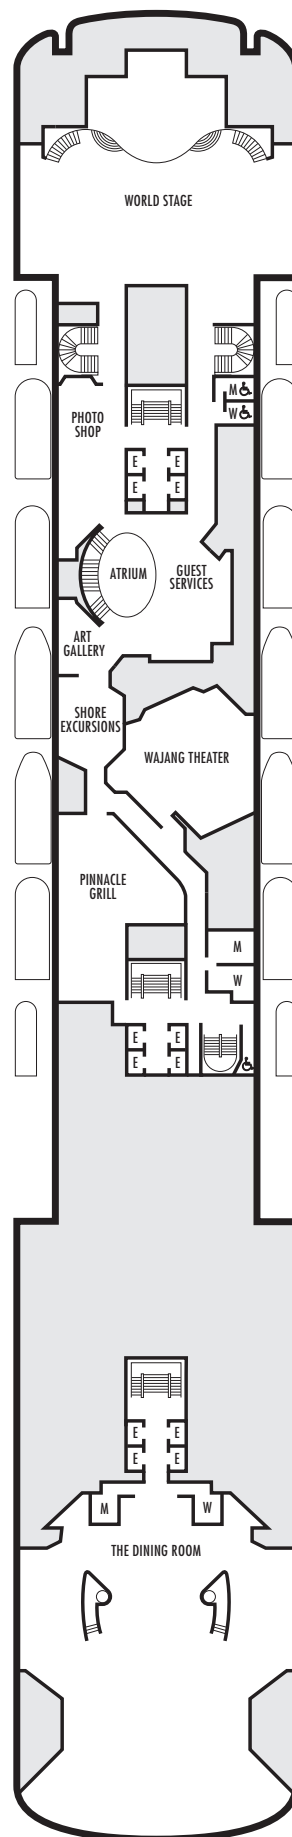 WORLD STAGE
M
W
PHOTO
SHOP
E E
E E
ATRIUM
GUEST
SERVICES
ART
GALLERY
SHORE
EXCURSIONS
WAJANG THEATER
PINNACLE
GRILL
M
W
E E
E E
E E
E E
M W
THE DINING ROOM